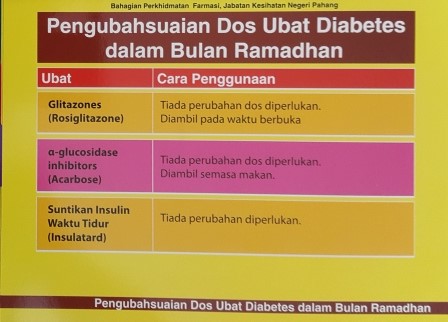 Bahagian Perkhidmatan Farmasi, Jabatan Kesihatan Negeri Pahang
Pengubahsuaian Dos Ubat Diabetes
dalam Bulan Ramadhan
Ubat
Cara Penggunaan
Glitazones
(Rosiglitazone)
Tiada perubahan dos diperlukan.
Diambil pada waktu berbuka
α-glucosidase
inhibitors
(Acarbose)
Tiada perubahan dos diperlukan.
Diambil semasa makan.
Suntikan Insulin
Waktu Tidur
(Insulatard)
Tiada perubahan diperlukan.
Pengubahsuaian Dos Ubat Diabetes dalam Bulan Ramadhan